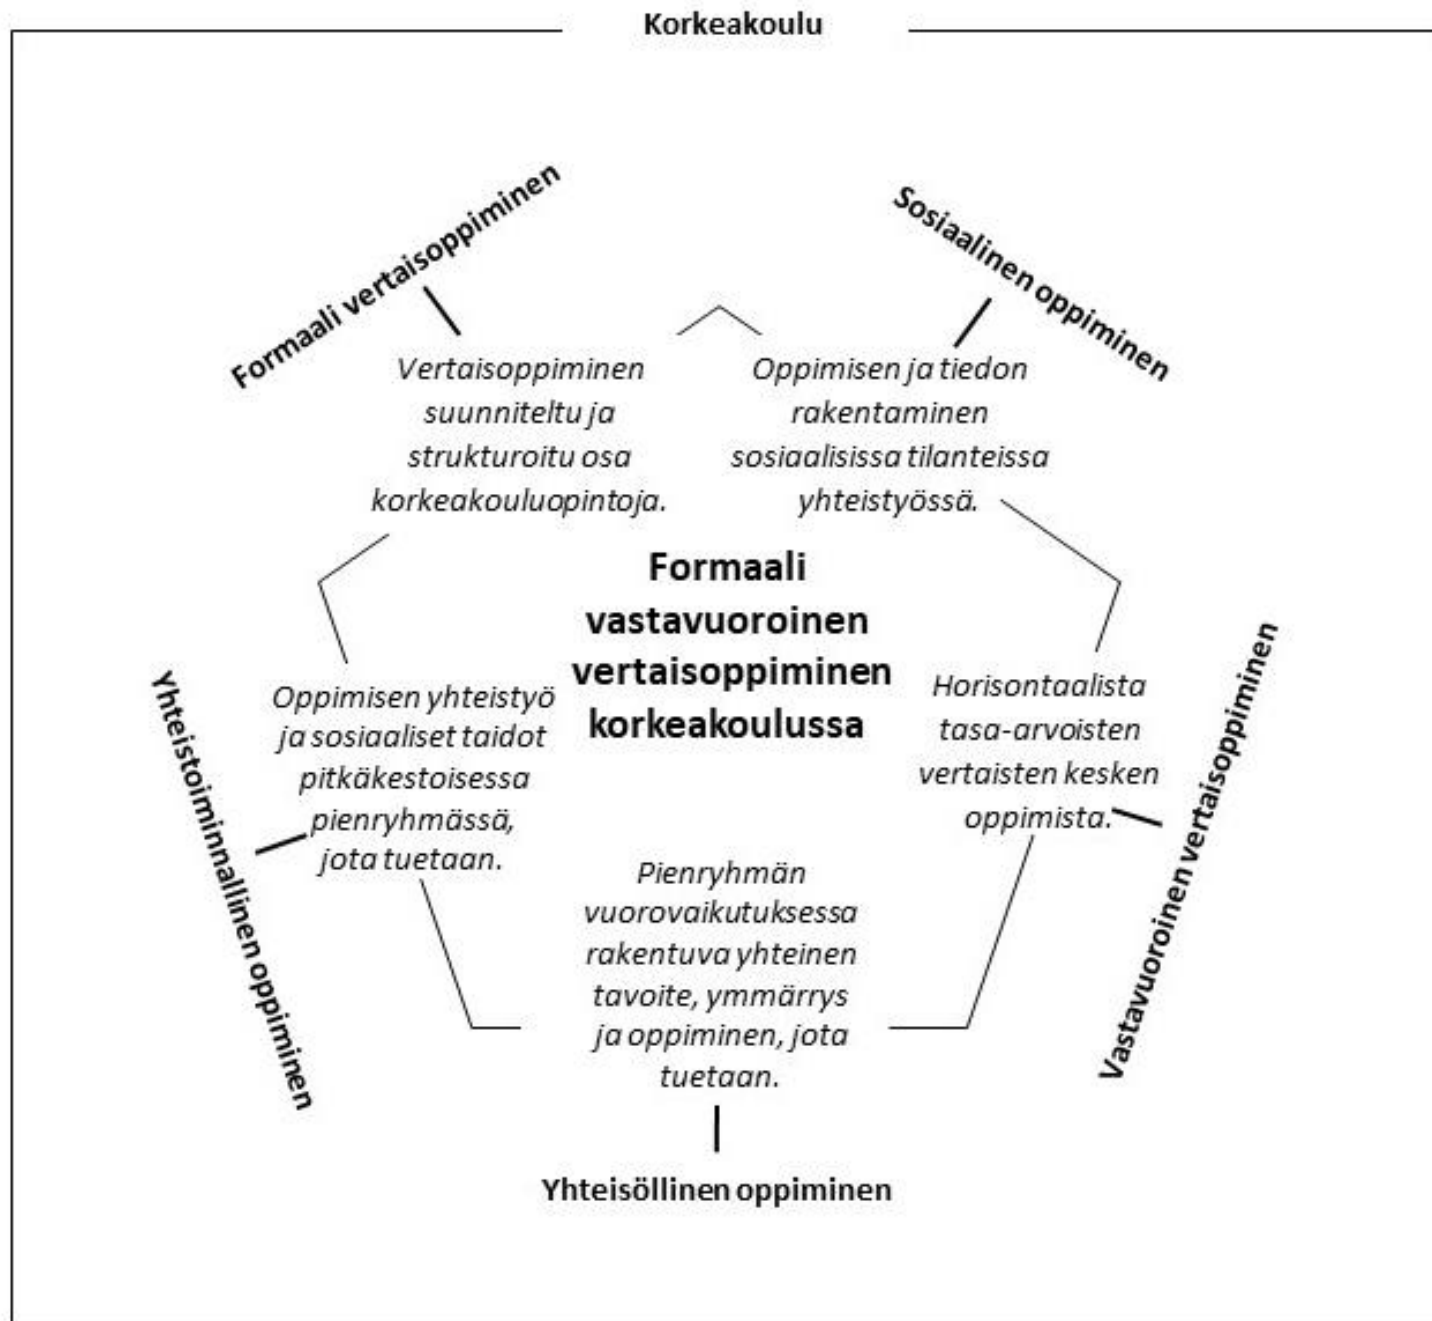 Korkeakoulu
Formaali vertaisoppiminen
Sosiaalinen oppiminen
Vertaisoppiminen
suunniteltu ja
strukturoitu osa
korkeakouluopintoja.
Oppimisen ja tiedon
rakentaminen
sosiaalisissa tilanteissa
yhteistyössä.
Formaali
vastavuoroinen
vertaisoppiminen
korkeakoulussa
Yhteistoiminnallinen oppiminen
Oppimisen yhteistyö
ja sosiaaliset taidot
pitkäkestoisessa
pienryhmässä,
jota tuetaan.
Horisontaalista
tasa-arvoisten
vertaisten kesken
oppimista.
Vastavuoroinen vertaisoppiminen
Pienryhmän
vuorovaikutuksessa
rakentuva yhteinen
tavoite, ymmärrys
ja oppiminen, jota
tuetaan.
Yhteisöllinen oppiminen